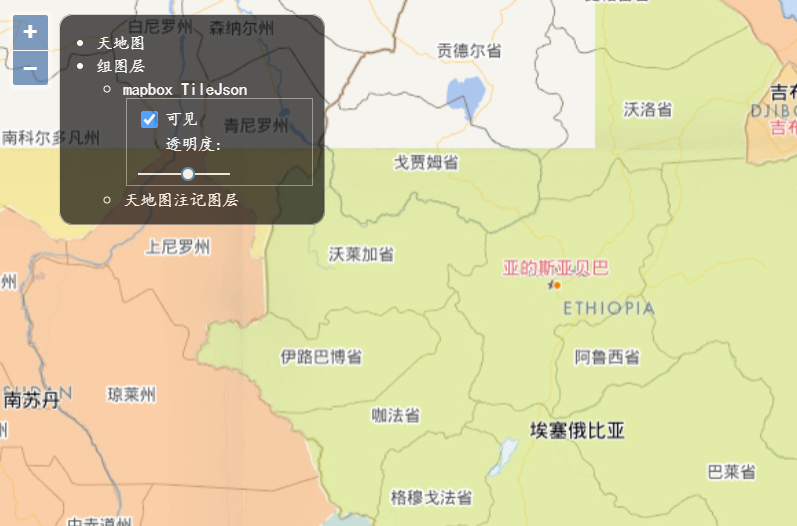 +
−
天地图
组图层
mapbox TileJson
可见
透明度:
天地图注记图层
白尼罗州
森纳尔州
贡德尔省
南科尔多凡州
青尼罗州
沃洛省
吉布
DJIBO
吉布
戈贾姆省
上尼罗州
沃莱加省
亚的斯亚贝巴
州
ETHIOPIA
伊路巴博省
阿鲁西省
SUDAN
南苏丹
琼莱州
咖法省
州
埃塞俄比亚
巴莱省
格穆戈法省